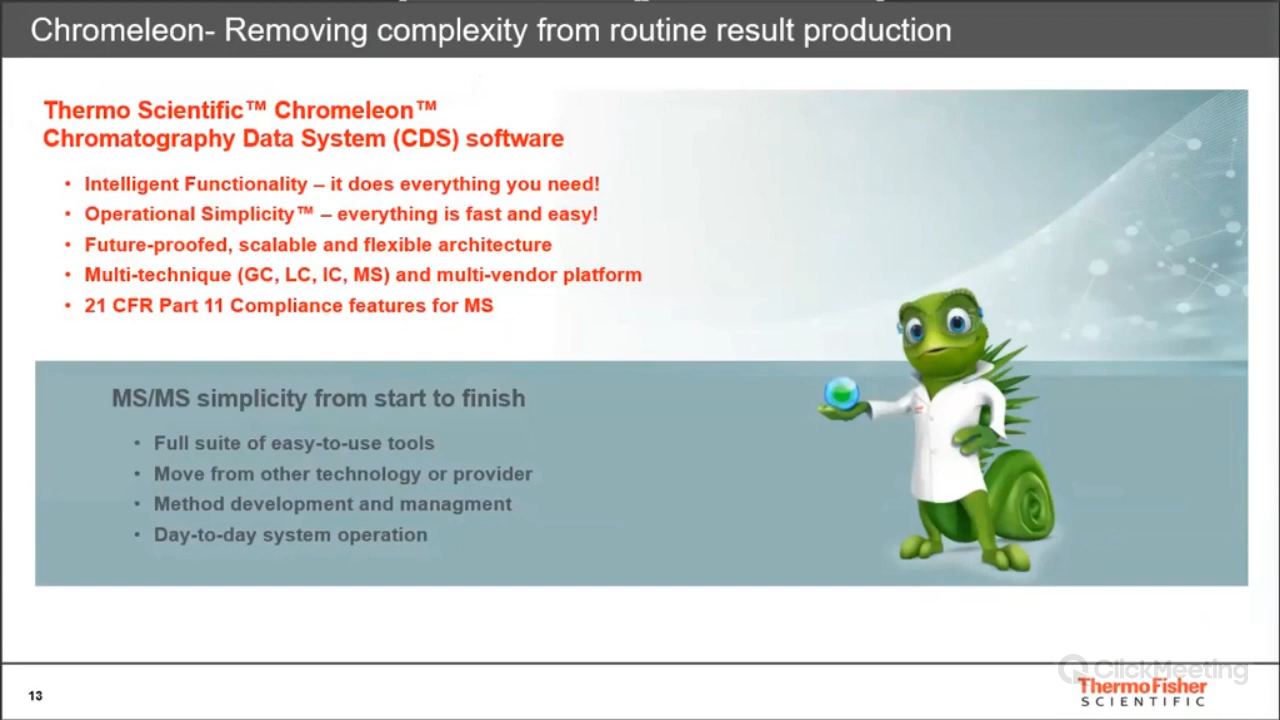 Chromeleon- Removing complexity from routine result production
Thermo Scientific™ Chromeleon™
Chromatography Data System (CDS) software
• Intelligent Functionality – it does everything you need!
• Operational Simplicity™ – everything is fast and easy!
• Future-proofed, scalable and flexible architecture
• Multi-technique (GC, LC, IC, MS) and multi-vendor platform
• 21 CFR Part 11 Compliance features for MS
MS/MS simplicity from start to finish
• Full suite of easy-to-use tools
• Move from other technology or provider
• Method development and managment
• Day-to-day system operation
ClickMeeting
13
ThermoFisher
SCIENTIFIC